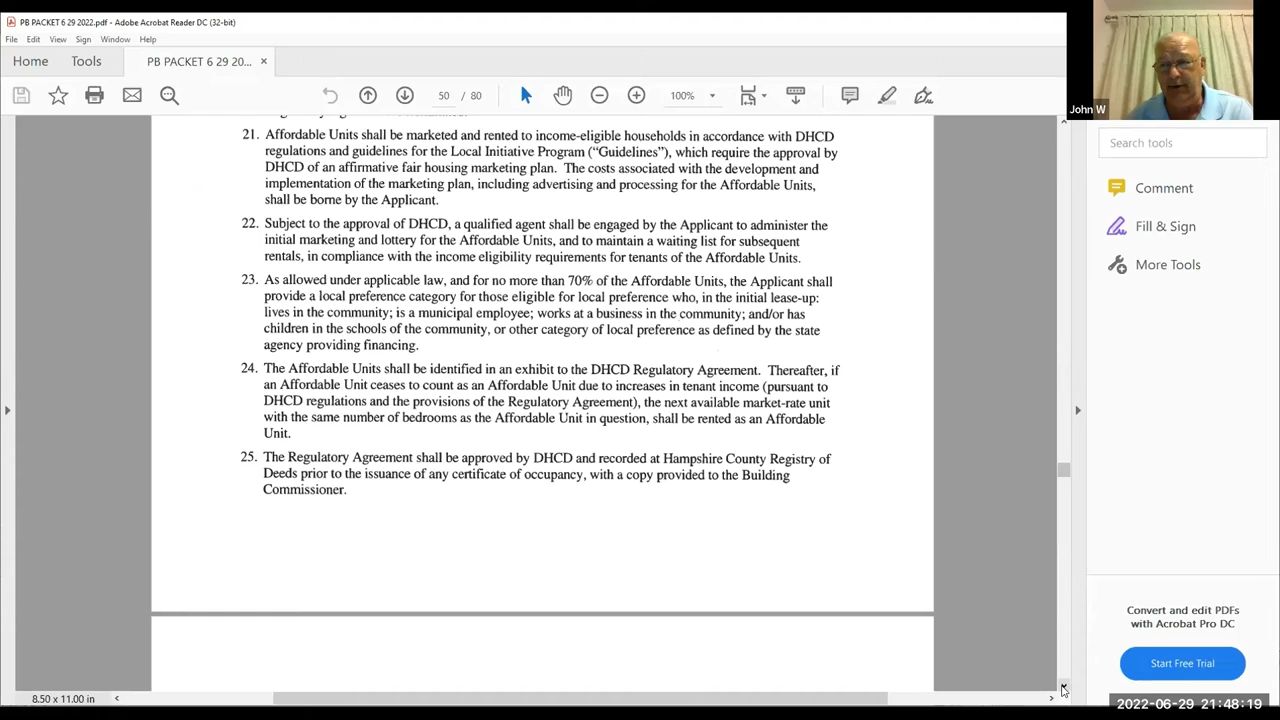 PB PACKET 6 29 2022.pdf - Adobe Acrobat Reader DC (32-bit)
File Edit View Sign Window Help
Home Tools PB PACKET 6 29 20... ×
50 / 80 100%
John W
21. Affordable Units shall be marketed and rented to income-eligible households in accordance with DHCD
regulations and guidelines for the Local Initiative Program (“Guidelines”), which require the approval by
DHCD of an affirmative fair housing marketing plan. The costs associated with the development and
implementation of the marketing plan, including advertising and processing for the Affordable Units,
shall be borne by the Applicant.
22. Subject to the approval of DHCD, a qualified agent shall be engaged by the Applicant to administer the
initial marketing and lottery for the Affordable Units, and to maintain a waiting list for subsequent
rentals, in compliance with the income eligibility requirements for tenants of the Affordable Units.
23. As allowed under applicable law, and for no more than 70% of the Affordable Units, the Applicant shall
provide a local preference category for those eligible for local preference who, in the initial lease-up:
lives in the community; is a municipal employee; works at a business in the community; and/or has
children in the schools of the community, or other category of local preference as defined by the state
agency providing financing.
24. The Affordable Units shall be identified in an exhibit to the DHCD Regulatory Agreement. Thereafter, if
an Affordable Unit ceases to count as an Affordable Unit due to increases in tenant income (pursuant to
DHCD regulations and the provisions of the Regulatory Agreement), the next available market-rate unit
with the same number of bedrooms as the Affordable Unit in question, shall be rented as an Affordable
Unit.
25. The Regulatory Agreement shall be approved by DHCD and recorded at Hampshire County Registry of
Deeds prior to the issuance of any certificate of occupancy, with a copy provided to the Building
Commissioner.
8.50 x 11.00 in
Search tools
Comment
Fill & Sign
More Tools
Convert and edit PDFs
with Acrobat Pro DC
Start Free Trial
2022-06-29 21:48:19